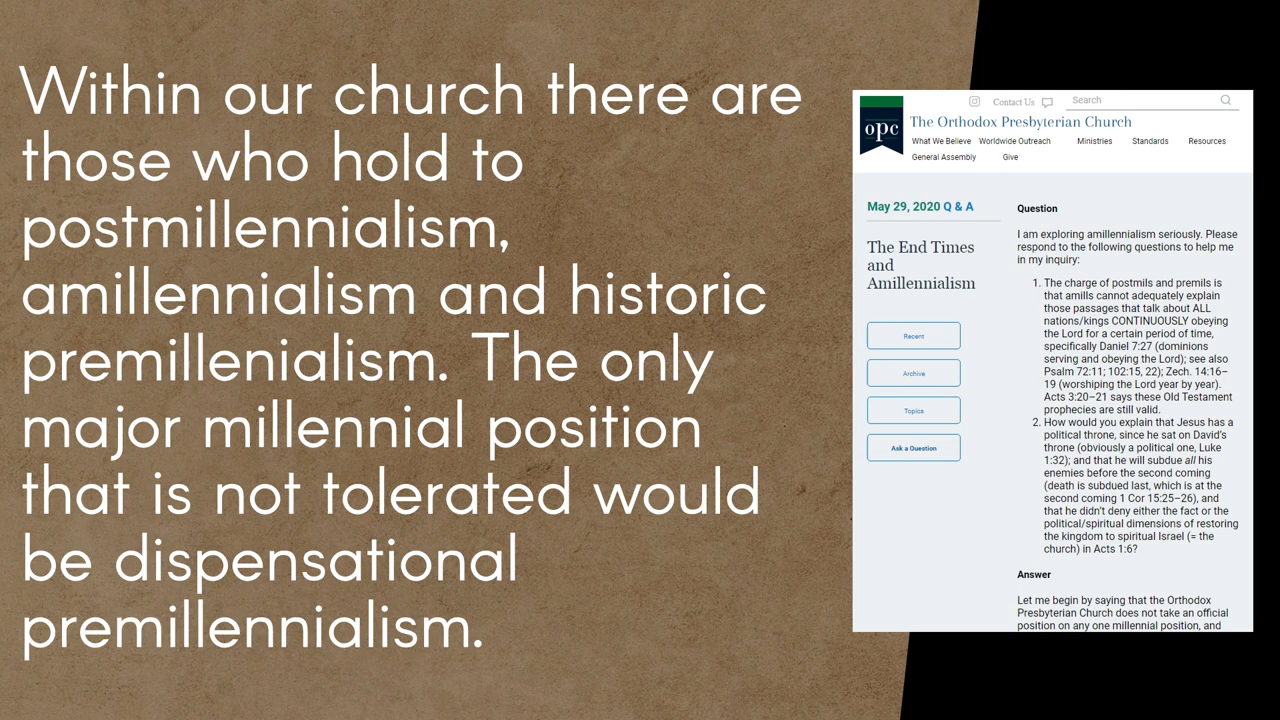 Within our church there are
those who hold to
postmillennialism,
amillennialism and historic
premillenialism. The only
major millennial position
that is not tolerated would
be dispensational
premillennialism.
Contact Us
Search
opc
The Orthodox Presbyterian Church
What We Believe Worldwide Outreach Ministries Standards Resources
General Assembly Give
May 29, 2020 Q & A
The End Times
and
Amillennialism
Recent
Archive
Topics
Ask a Question
Question
I am exploring amillennialism seriously. Please
respond to the following questions to help me
in my inquiry:
1. The charge of postmils and premils is
that amills cannot adequately explain
those passages that talk about ALL
nations/kings CONTINUOUSLY obeying
the Lord for a certain period of time,
specifically Daniel 7:27 (dominions
serving and obeying the Lord); see also
Psalm 72:11; 102:15, 22); Zech. 14:16–
19 (worshiping the Lord year by year).
Acts 3:20–21 says these Old Testament
prophecies are still valid.
2. How would you explain that Jesus has a
political throne, since he sat on David's
throne (obviously a political one, Luke
1:32); and that he will subdue all his
enemies before the second coming
(death is subdued last, which is at the
second coming 1 Cor 15:25–26), and
that he didn't deny either the fact or the
political/spiritual dimensions of restoring
the kingdom to spiritual Israel (= the
church) in Acts 1:6?
Answer
Let me begin by saying that the Orthodox
Presbyterian Church does not take an official
position on any one millennial position, and